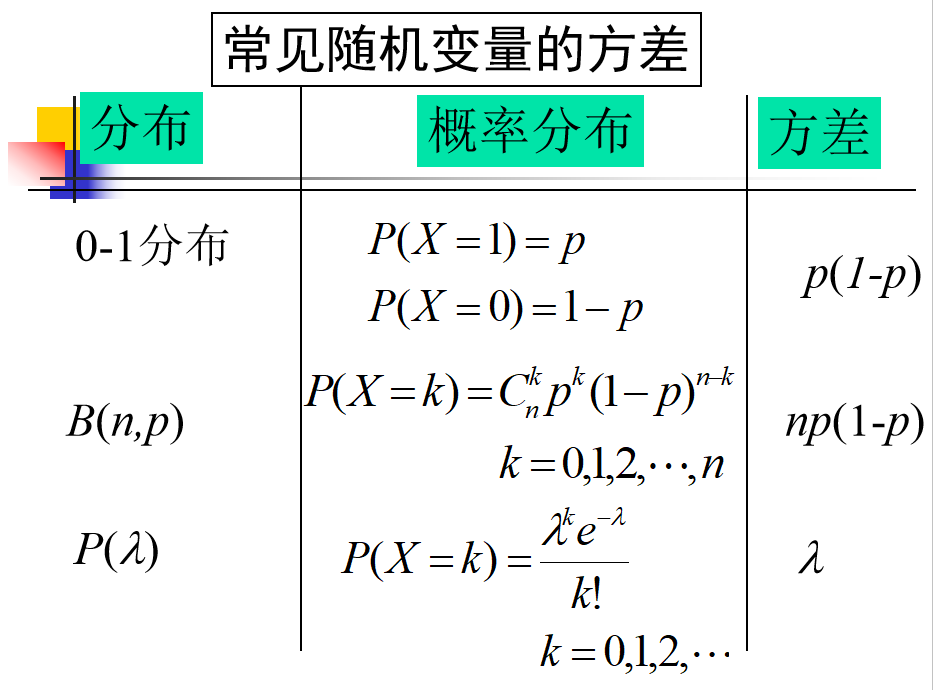 常见随机变量的方差
分布 概率分布 方差
0-1分布 P(X=1)=p
P(X=0)=1−p p(1-p)
B(n,p) P(X=k)=C_n^k p^k (1−p)^{n−k} np(1-p)
k=0,1,2,⋯,n
P(λ) P(X=k)=\frac{λ^k e^{−λ}}{k!} λ
k=0,1,2,⋯